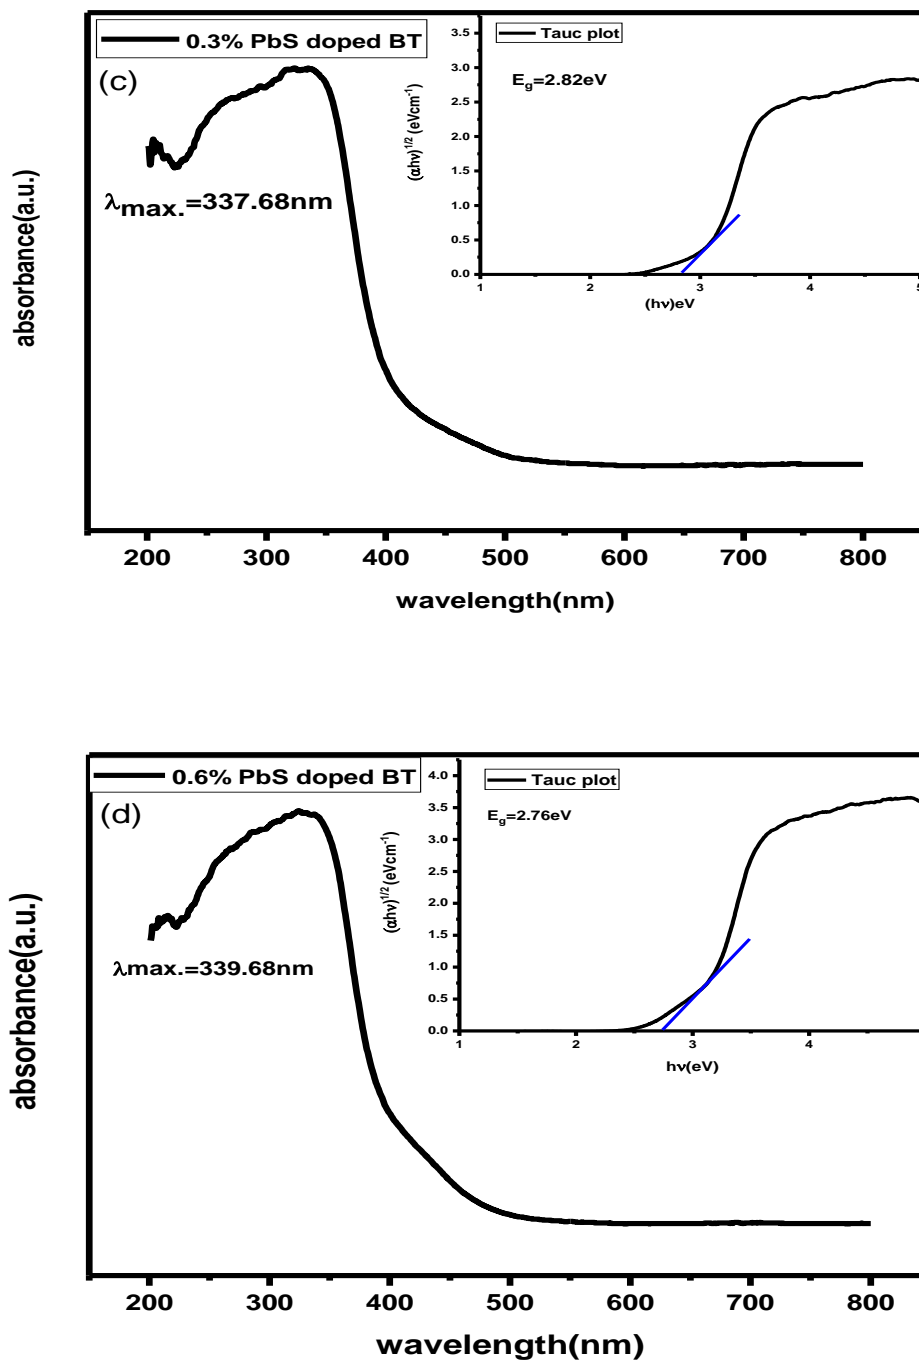 0.3% PbS doped BT
(c)
λmax.=337.68nm
absorbance(a.u.)
200 300 400 500 600 700 800
wavelength(nm)
Tauc plot
Eg=2.82eV
(αhν)1/2 (eVcm-1)
3.5
3.0
2.5
2.0
1.5
1.0
0.5
0.0
1 2 3 4 5
(hν)eV
0.6% PbS doped BT
(d)
λmax.=339.68nm
absorbance(a.u.)
200 300 400 500 600 700 800
wavelength(nm)
Tauc plot
Eg=2.76eV
(αhν)1/2 (eVcm-1)
4.0
3.5
3.0
2.5
2.0
1.5
1.0
0.5
0.0
1 2 3 4
hν(eV)